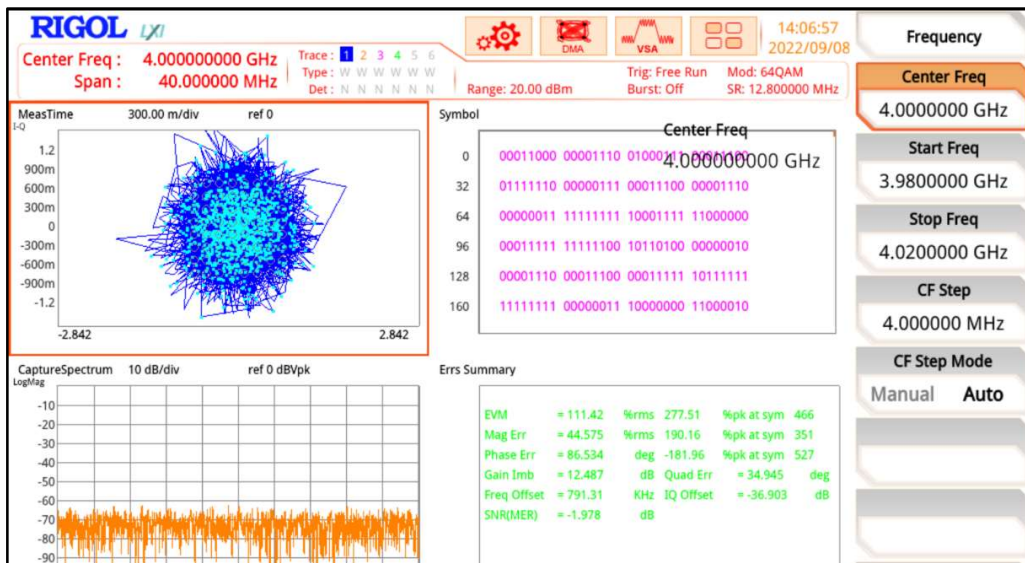 RIGOL LXI
DMA
VSA
14:06:57
2022/09/08
Center Freq : 4.000000000 GHz
Span : 40.000000 MHz
Trace : 1 2 3 4 5 6
Type : W W W W W W
Det : N N N N N N
Range: 20.00 dBm
Trig: Free Run Mod: 64QAM
Burst: Off SR: 12.800000 MHz
MeasTime 300.00 m/div ref 0
I-Q
1.2
900m
600m
300m
0
-300m
-600m
-900m
-1.2
-2.842 2.842
Symbol
Center Freq
4.000000000 GHz
0 00011000 00001110 01000111
32 01111110 00000111 00011100 00001110
64 00000011 11111111 10001111 11000000
96 00011111 11111100 10110100 00000010
128 00001110 00011100 00011111 10111111
160 11111111 00000011 10000000 11000010
CaptureSpectrum 10 dB/div ref 0 dBVpk
LogMag
-10
-20
-30
-40
-50
-60
-70
-80
-90
Errs Summary
EVM = 111.42 %rms 277.51 %pk at sym 466
Mag Err = 44.575 %rms 190.16 %pk at sym 351
Phase Err = 86.534 deg -181.96 %pk at sym 527
Gain Imb = 12.487 dB Quad Err = 34.945 deg
Freq Offset = 791.31 KHz IQ Offset = -36.903 dB
SNR(MER) = -1.978 dB
Frequency
Center Freq
4.0000000 GHz
Start Freq
3.9800000 GHz
Stop Freq
4.0200000 GHz
CF Step
4.000000 MHz
CF Step Mode
Manual Auto